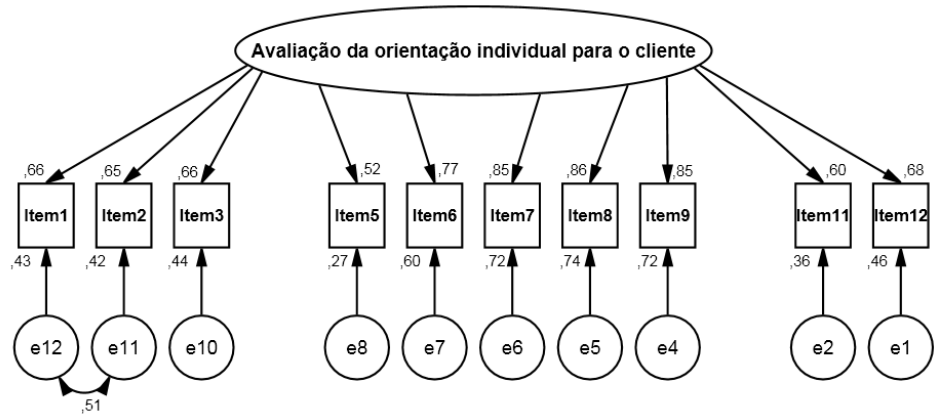 Avaliação da orientação individual para o cliente
,66
,65
,66
,52
,77
,85
,86
,85
,60
,68
Item1
Item2
Item3
Item5
Item6
Item7
Item8
Item9
Item11
Item12
,43
,42
,44
,27
,60
,72
,74
,72
,36
,46
e12
e11
e10
e8
e7
e6
e5
e4
e2
e1
,51